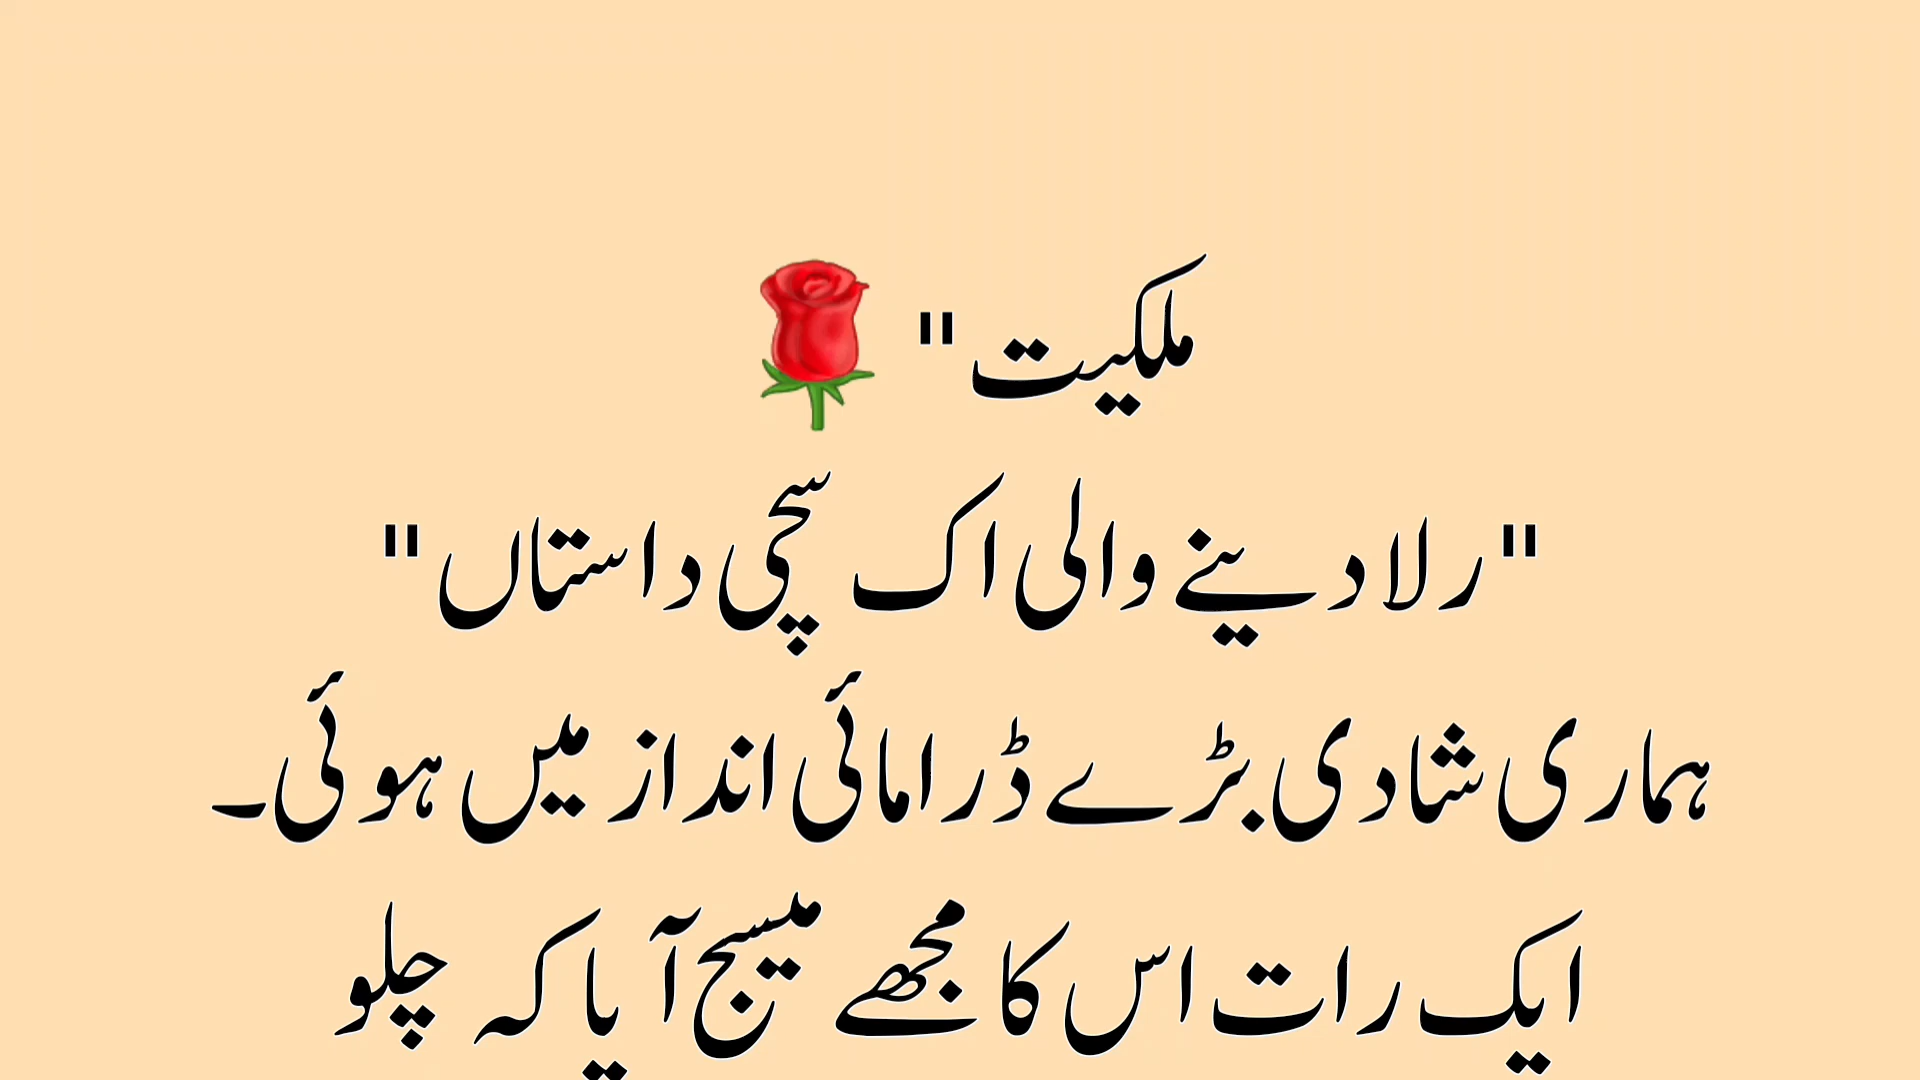 ملکیت" 🌹
"رلا دینے والی اک سچی داستاں"
ہماری شادی بڑے ڈرامائی انداز میں ہوئی۔
ایک رات اس کا مجھے میسج آیا کہ چلو